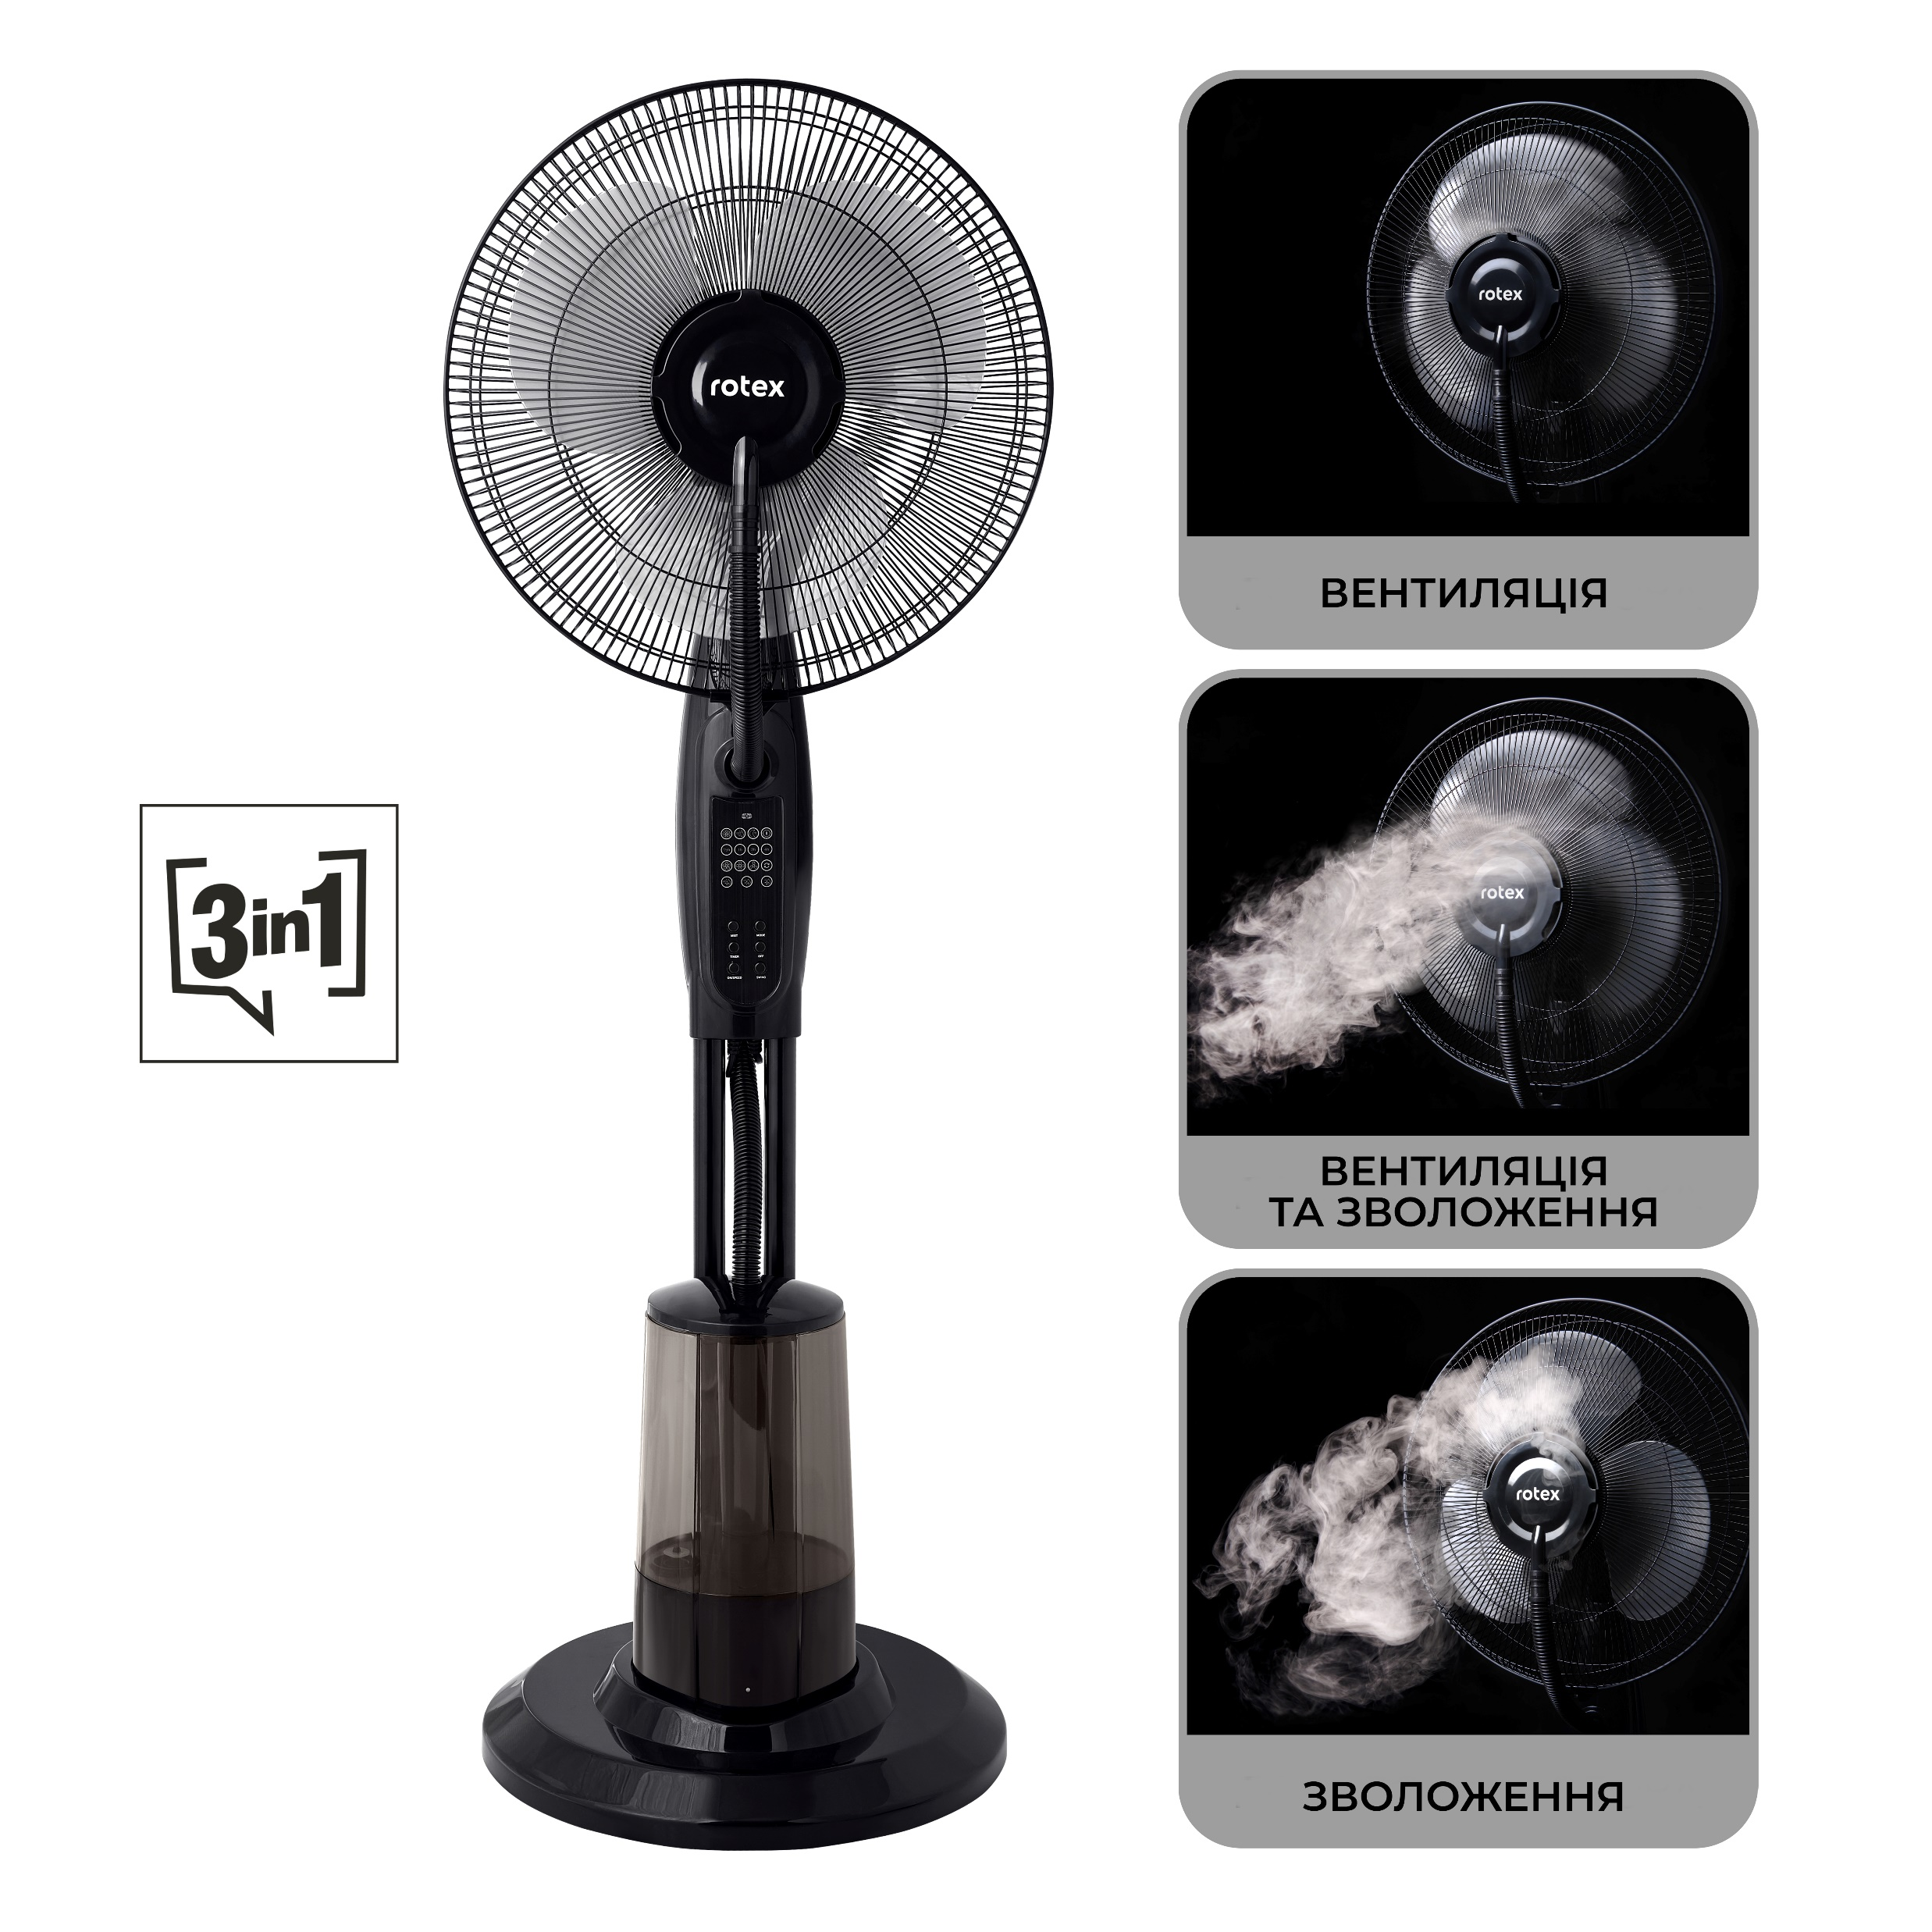 rotex
3in1
rotex
ВЕНТИЛЯЦІЯ
rotex
ВЕНТИЛЯЦІЯ
ТА ЗВОЛОЖЕННЯ
rotex
ЗВОЛОЖЕННЯ